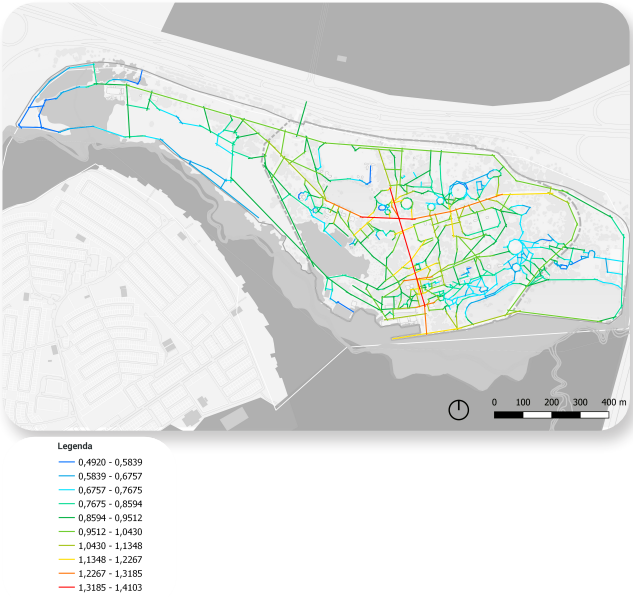 0 100 200 300 400 m
Legenda
0,4920 - 0,5839
0,5839 - 0,6757
0,6757 - 0,7675
0,7675 - 0,8594
0,8594 - 0,9512
0,9512 - 1,0430
1,0430 - 1,1348
1,1348 - 1,2267
1,2267 - 1,3185
1,3185 - 1,4103